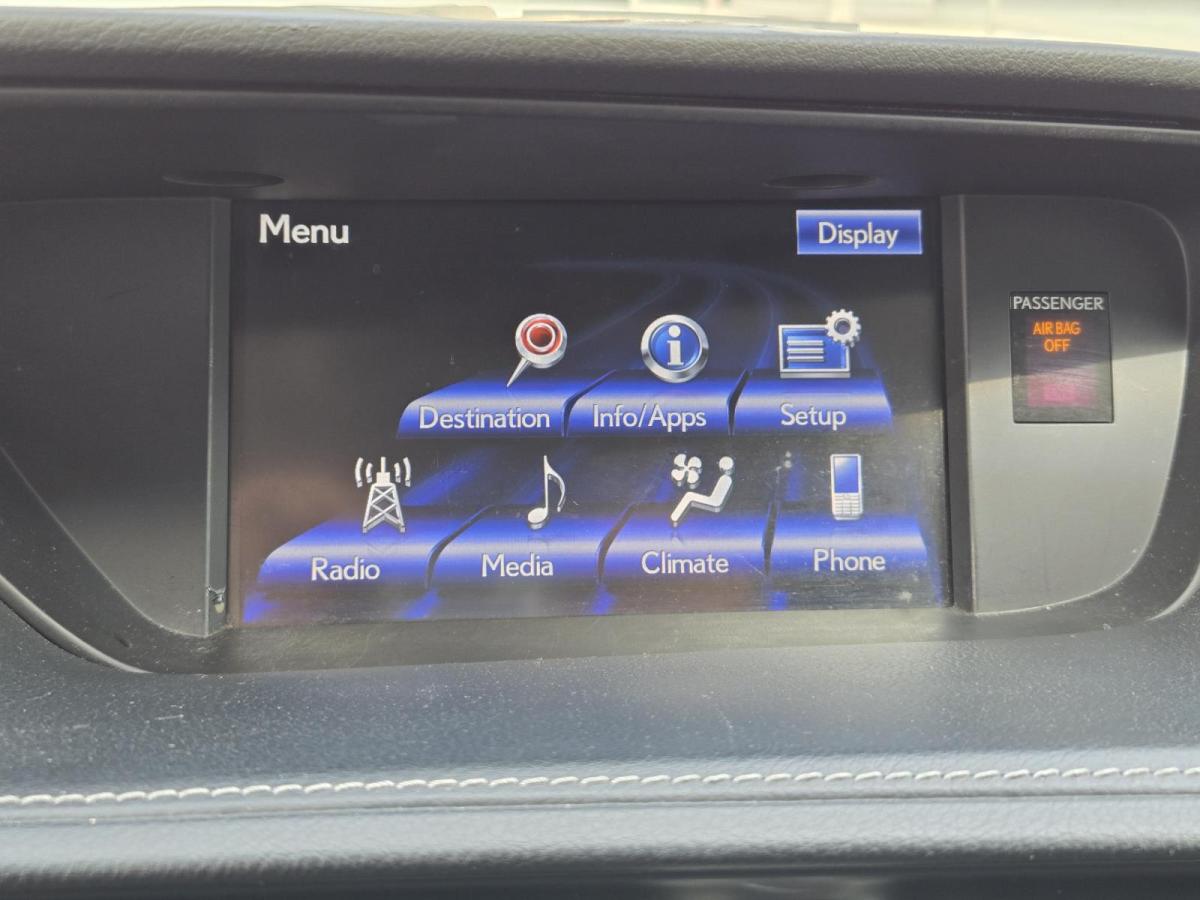 Menu
Display
PASSENGER
AIR BAG
OFF
Destination
Info/Apps
Setup
Radio
Media
Climate
Phone